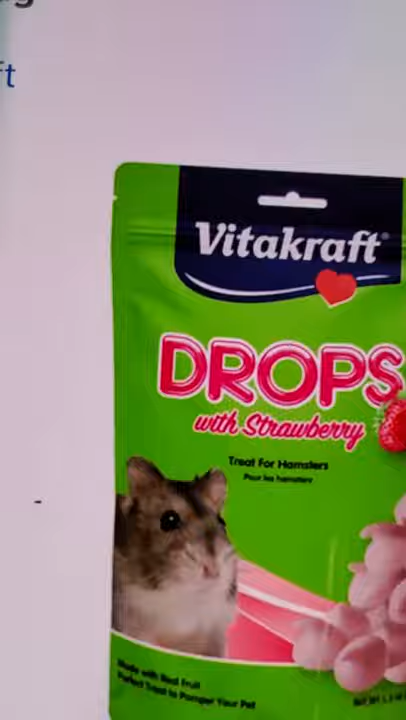 ft
Vitakraft®
DROPS
with Strawberry
Treat For Hamsters
Pour les hamsters
Made with Real Fruit
Perfect Treat to Pamper Your Pet